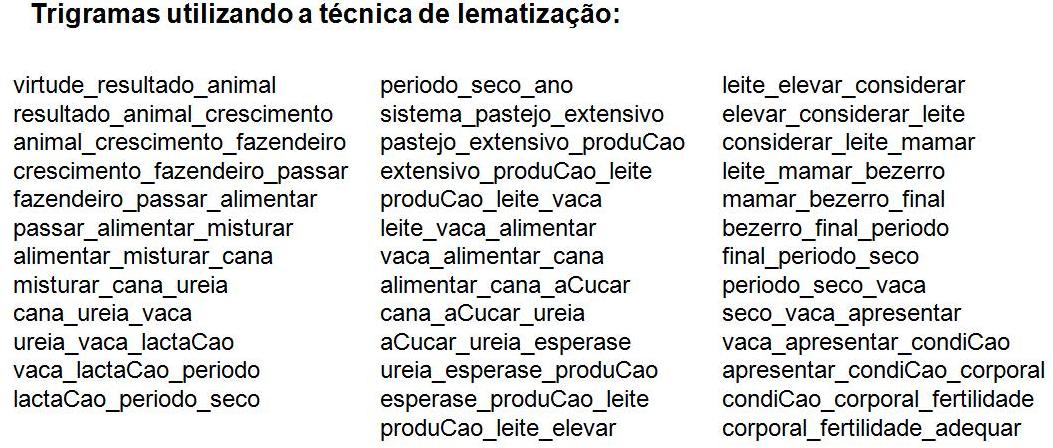 Trigramas utilizando a técnica de lematização:
virtude_resultado_animal
resultado_animal_crescimento
animal_crescimento_fazendeiro
crescimento_fazendeiro_passar
fazendeiro_passar_alimentar
passar_alimentar_misturar
alimentar_misturar_cana
misturar_cana_ureia
cana_ureia_vaca
ureia_vaca_lactaCao
vaca_lactaCao_periodo
lactaCao_periodo_seco
periodo_seco_ano
sistema_pastejo_extensivo
pastejo_extensivo_produCao
extensivo_produCao_leite
produCao_leite_vaca
leite_vaca_alimentar
vaca_alimentar_cana
alimentar_cana_aCucar
cana_aCucar_ureia
aCucar_ureia_esperase
ureia_esperase_produCao
esperase_produCao_leite
produCao_leite_elevar
leite_elevar_considerar
elevar_considerar_leite
considerar_leite_mamar
leite_mamar_bezerro
mamar_bezerro_final
bezerro_final_periodo
final_periodo_seco
periodo_seco_vaca
seco_vaca_apresentar
vaca_apresentar_condiCao
apresentar_condiCao_corporal
condiCao_corporal_fertilidade
corporal_fertilidade_adequar